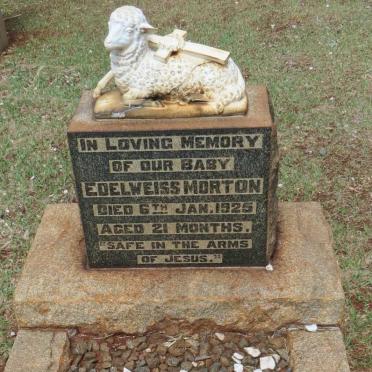 IN LOVING MEMORY
OF OUR BABY
EDELWEISS MORTON
DIED 6TH JAN. 1925
AGED 21 MONTHS.
"SAFE IN THE ARMS
OF JESUS."